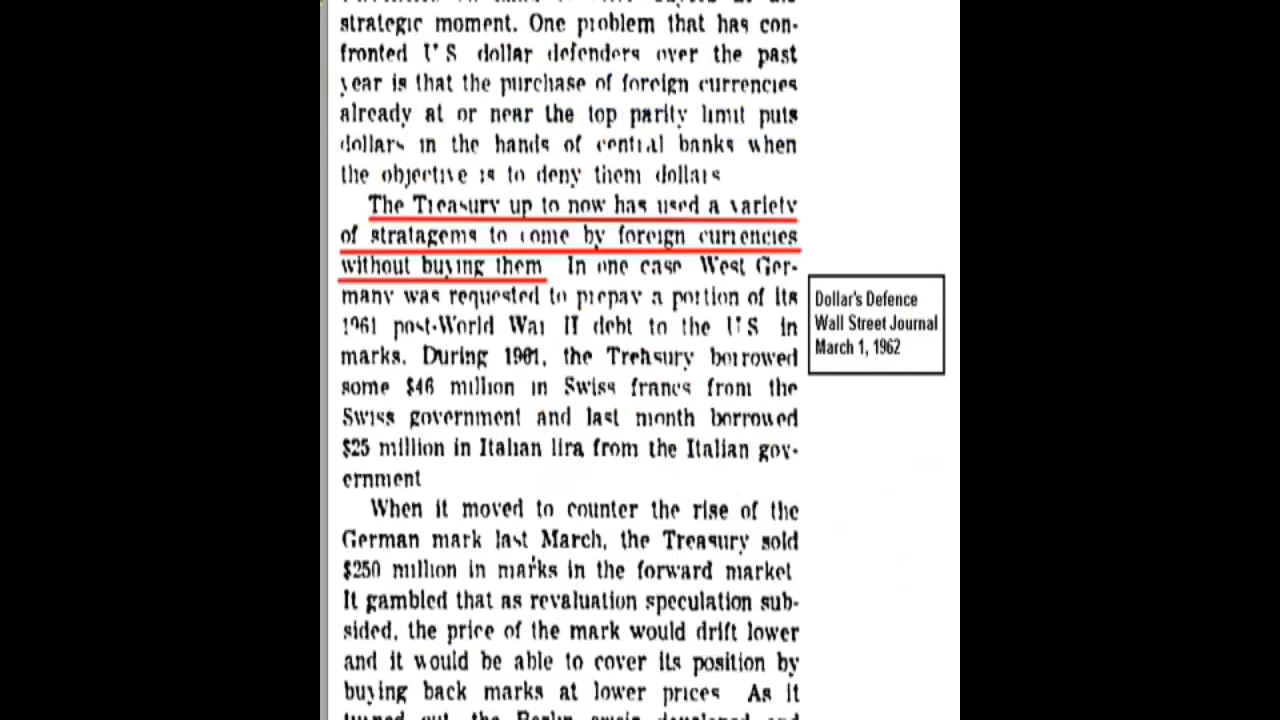 strategic moment. One problem that has con-
fronted U S dollar defenders over the past
year is that the purchase of foreign currencies
already at or near the top parity limit puts
dollars in the hands of central banks when
the objective is to deny them dollars
The Treasury up to now has used a variety
of stratagems to come by foreign currencies
without buying them In one case West Ger-
many was requested to prepay a portion of its
1961 post-World War II debt to the U S in
marks. During 1961, the Treasury borrowed
some $46 million in Swiss francs from the
Swiss government and last month borrowed
$25 million in Italian lira from the Italian gov-
ernment
When it moved to counter the rise of the
German mark last March, the Treasury sold
$250 million in marks in the forward market
It gambled that as revaluation speculation sub-
sided, the price of the mark would drift lower
and it would be able to cover its position by
buying back marks at lower prices As it
Dollar's Defence
Wall Street Journal
March 1, 1962